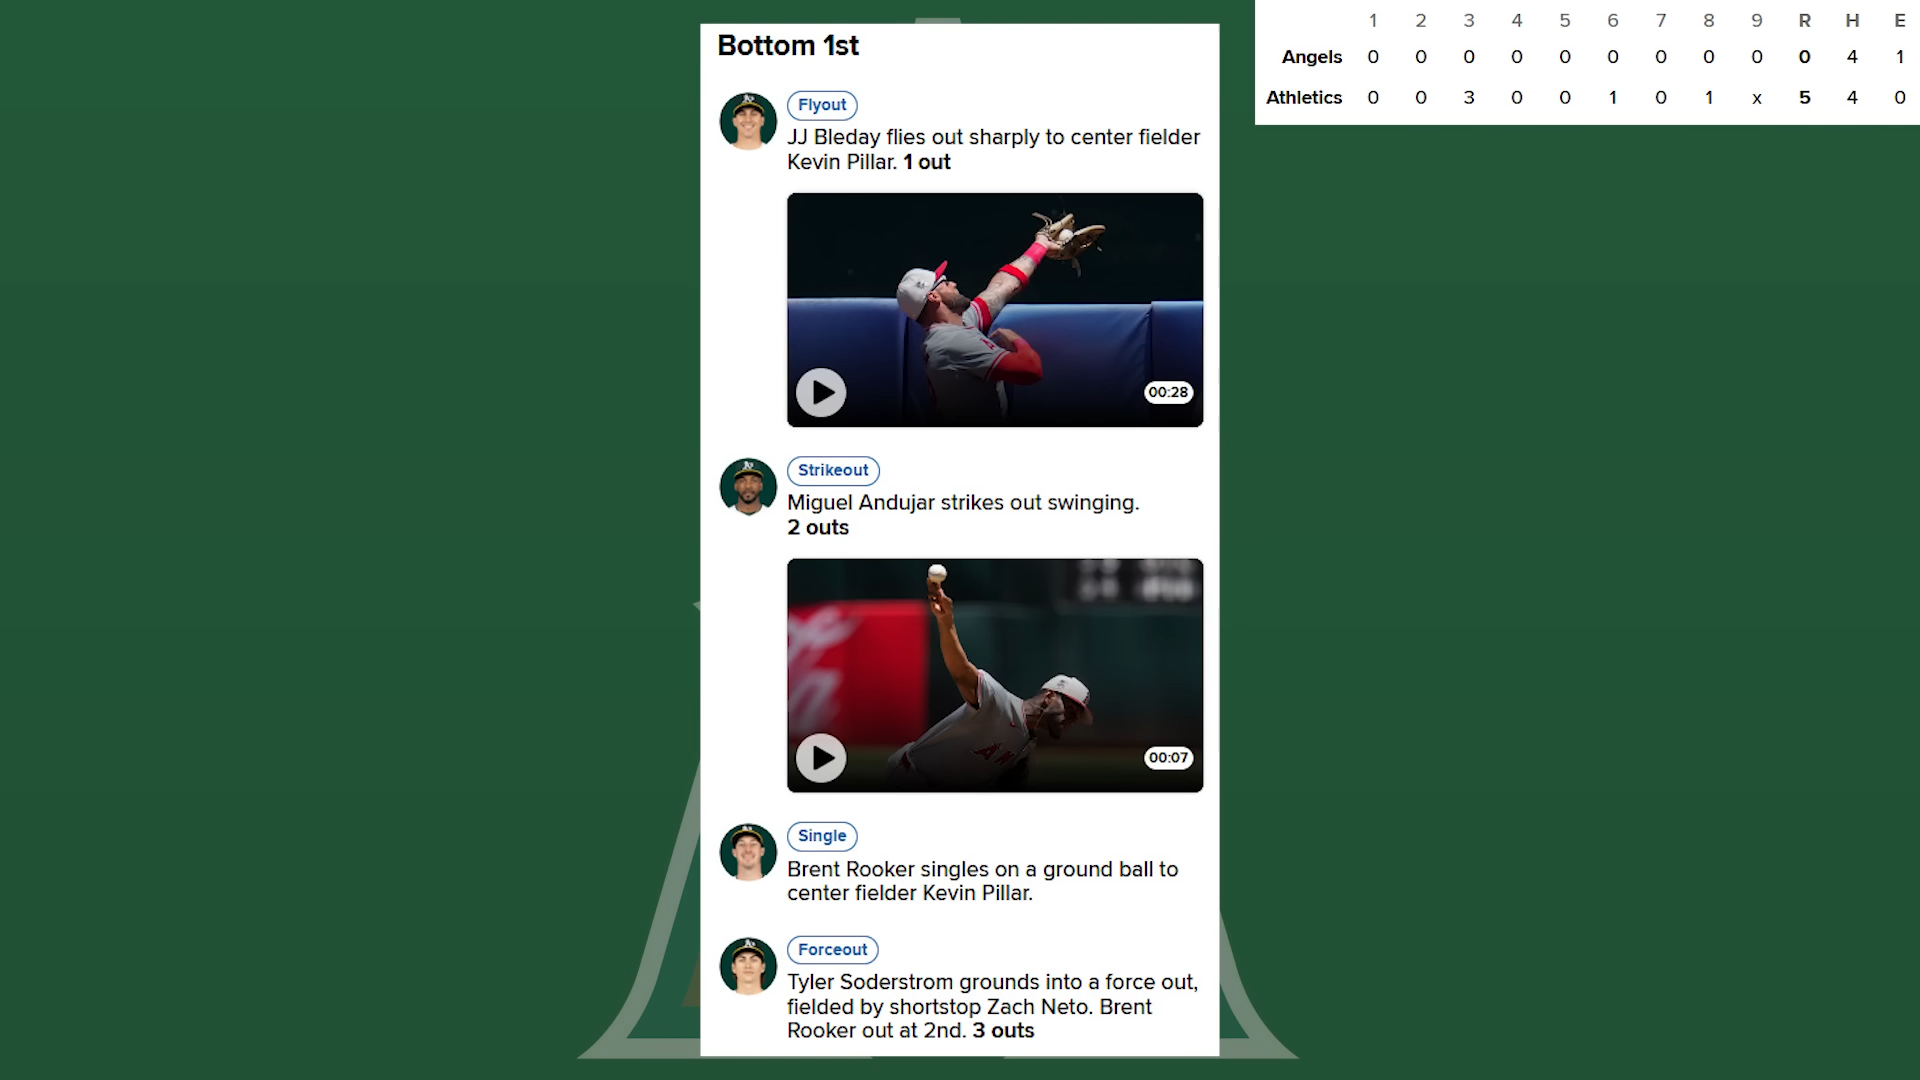 Bottom 1st
Flyout
JJ Bleday flies out sharply to center fielder
Kevin Pillar. 1 out
00:28
Strikeout
Miguel Andujar strikes out swinging.
2 outs
00:07
Single
Brent Rooker singles on a ground ball to
center fielder Kevin Pillar.
Forceout
Tyler Soderstrom grounds into a force out,
fielded by shortstop Zach Neto. Brent
Rooker out at 2nd. 3 outs
1 2 3 4 5 6 7 8 9 R H E
Angels 0 0 0 0 0 0 0 0 0 0 4 1
Athletics 0 0 3 0 0 1 0 1 x 5 4 0